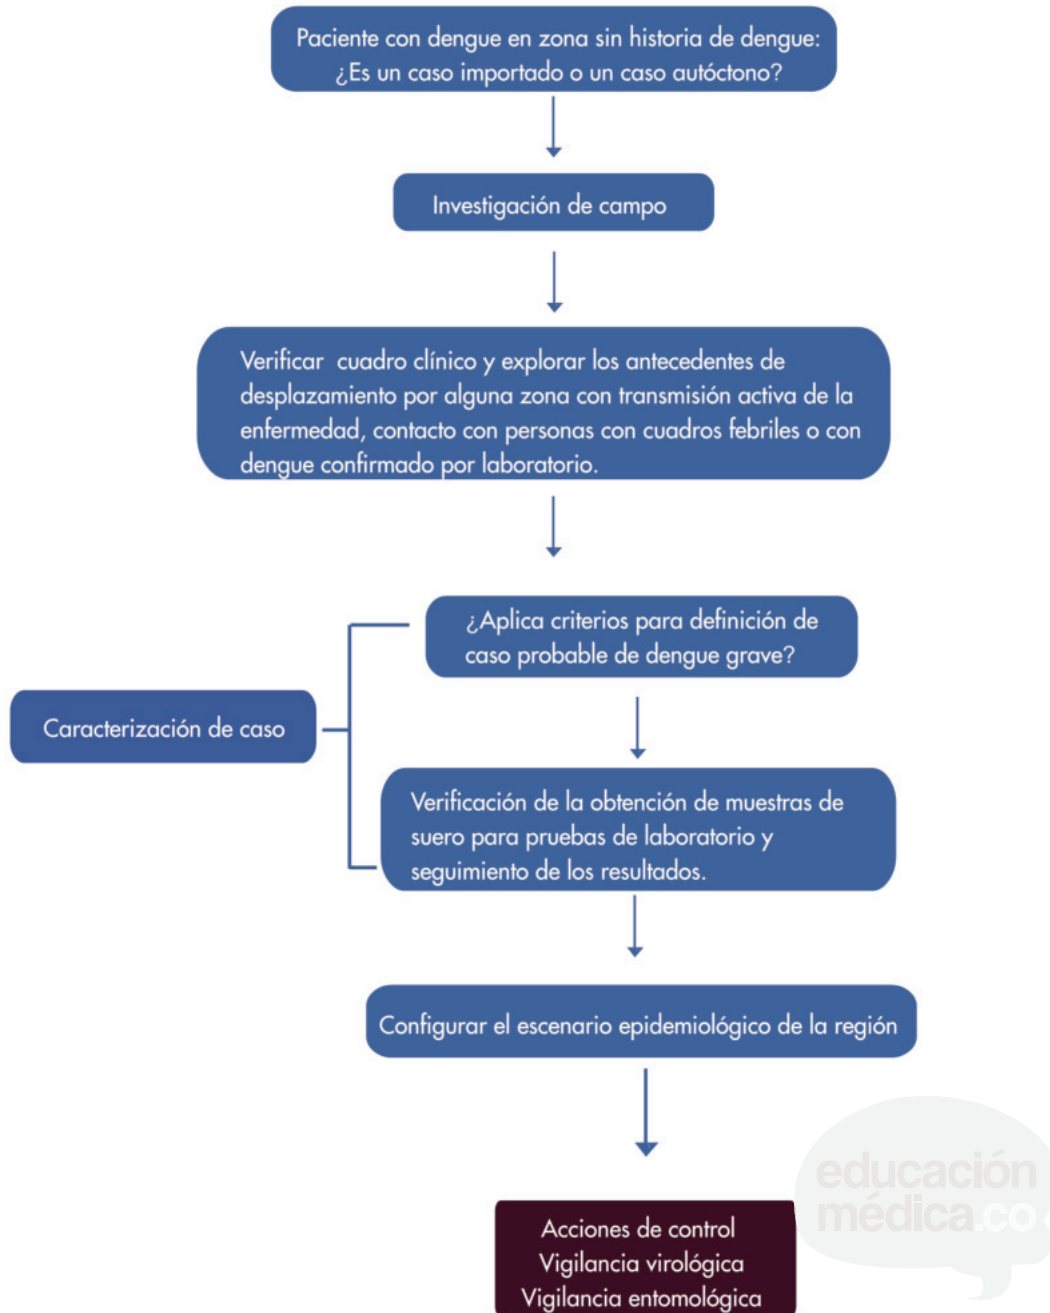 Paciente con dengue en zona sin historia de dengue:
¿Es un caso importado o un caso autóctono?
Investigación de campo
Verificar cuadro clínico y explorar los antecedentes de
desplazamiento por alguna zona con transmisión activa de la
enfermedad, contacto con personas con cuadros febriles o con
dengue confirmado por laboratorio.
¿Aplica criterios para definición de
caso probable de dengue grave?
Caracterización de caso
Verificación de la obtención de muestras de
suero para pruebas de laboratorio y
seguimiento de los resultados.
Configurar el escenario epidemiológico de la región
Acciones de control
Vigilancia virológica
Vigilancia entomológica
educación
médica.co